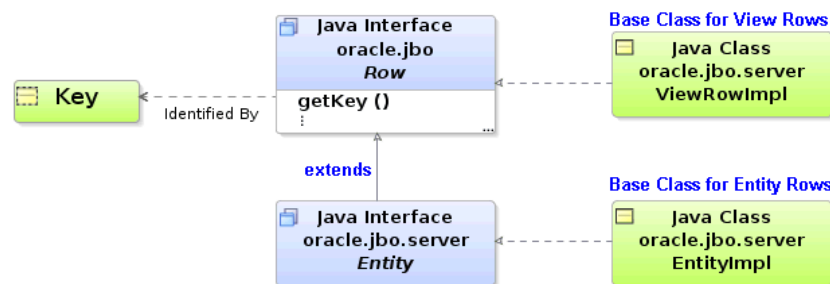 Base Class for View Rows
Java Interface
oracle.jbo
Row
getKey ()
⋮
...
Java Class
oracle.jbo.server
ViewRowImpl
Key
Identified By
extends
Base Class for Entity Rows
Java Interface
oracle.jbo.server
Entity
Java Class
oracle.jbo.server
EntityImpl